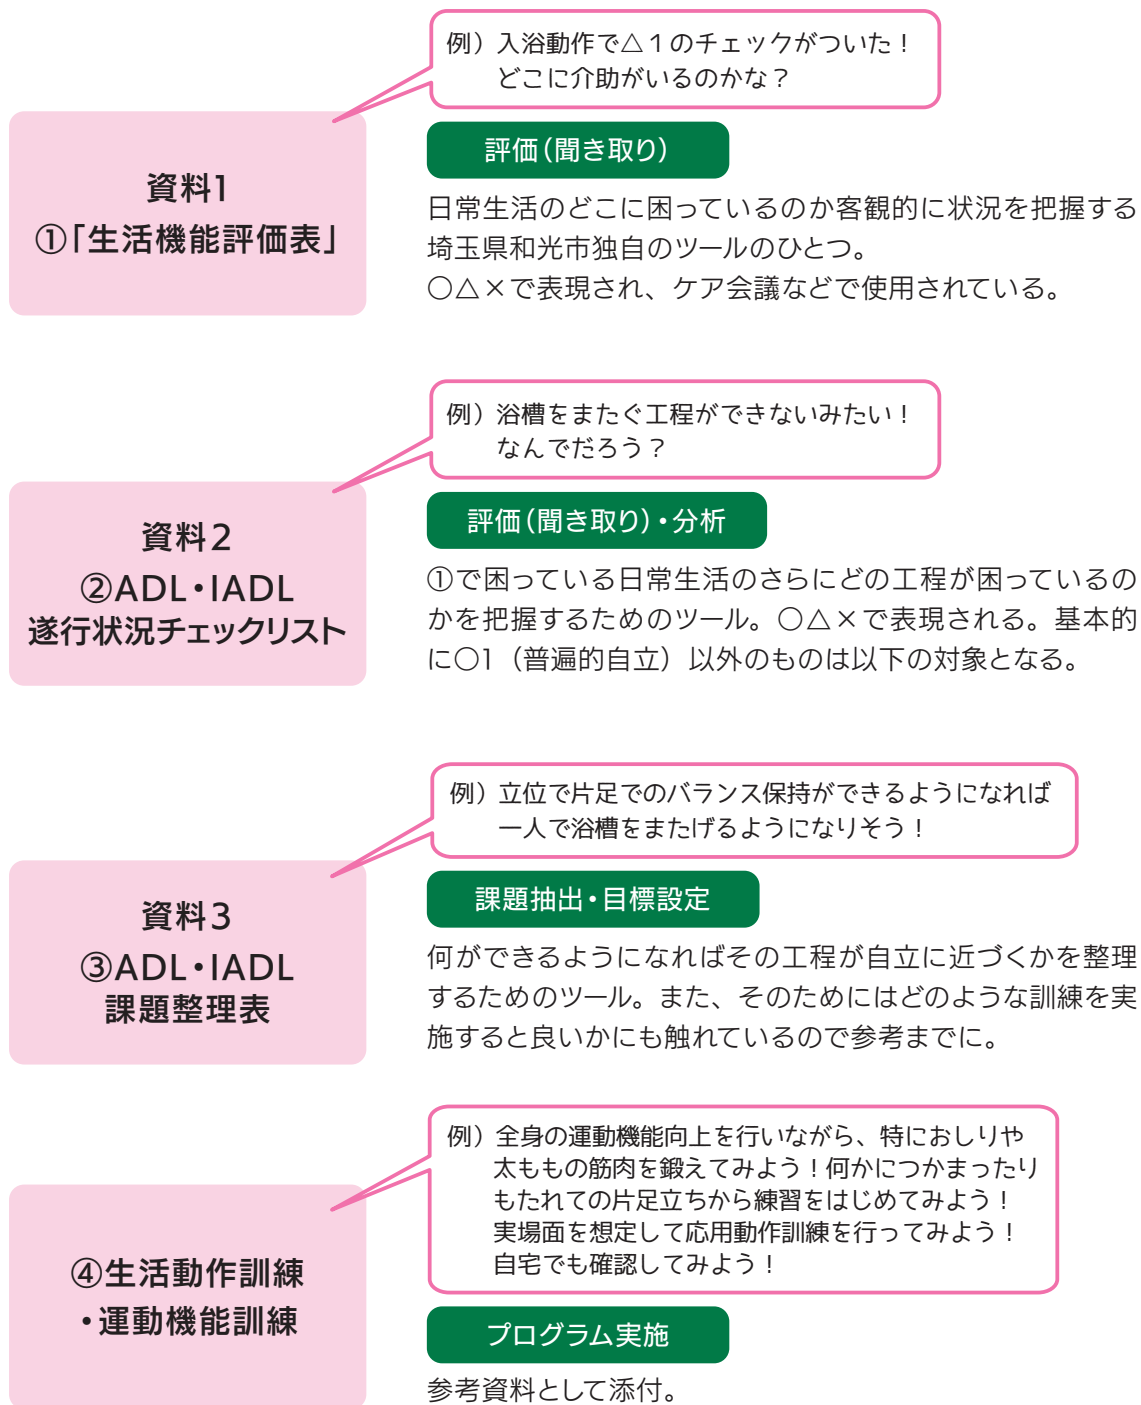 例）入浴動作で△１のチェックがついた！
どこに介助がいるのかな？
資料1
①「生活機能評価表」
評価（聞き取り）
日常生活のどこに困っているのか客観的に状況を把握する
埼玉県和光市独自のツールのひとつ。
○△×で表現され、ケア会議などで使用されている。
例）浴槽をまたぐ工程ができないみたい！
なんでだろう？
資料2
②ADL・IADL
遂行状況チェックリスト
評価（聞き取り）・分析
①で困っている日常生活のさらにどの工程が困っているの
かを把握するためのツール。○△×で表現される。基本的
に○1（普遍的自立）以外のものは以下の対象となる。
例）立位で片足でのバランス保持ができるようになれば
一人で浴槽をまたげるようになりそう！
資料3
③ADL・IADL
課題整理表
課題抽出・目標設定
何ができるようになればその工程が自立に近づくかを整理
するためのツール。また、そのためにはどのような訓練を実
施すると良いかにも触れているので参考までに。
例）全身の運動機能向上を行いながら、特におしりや
太ももの筋肉を鍛えてみよう！何かにつかまったり
もたれての片足立ちから練習をはじめてみよう！
実場面を想定して応用動作訓練を行ってみよう！
自宅でも確認してみよう！
④生活動作訓練
・運動機能訓練
プログラム実施
参考資料として添付。